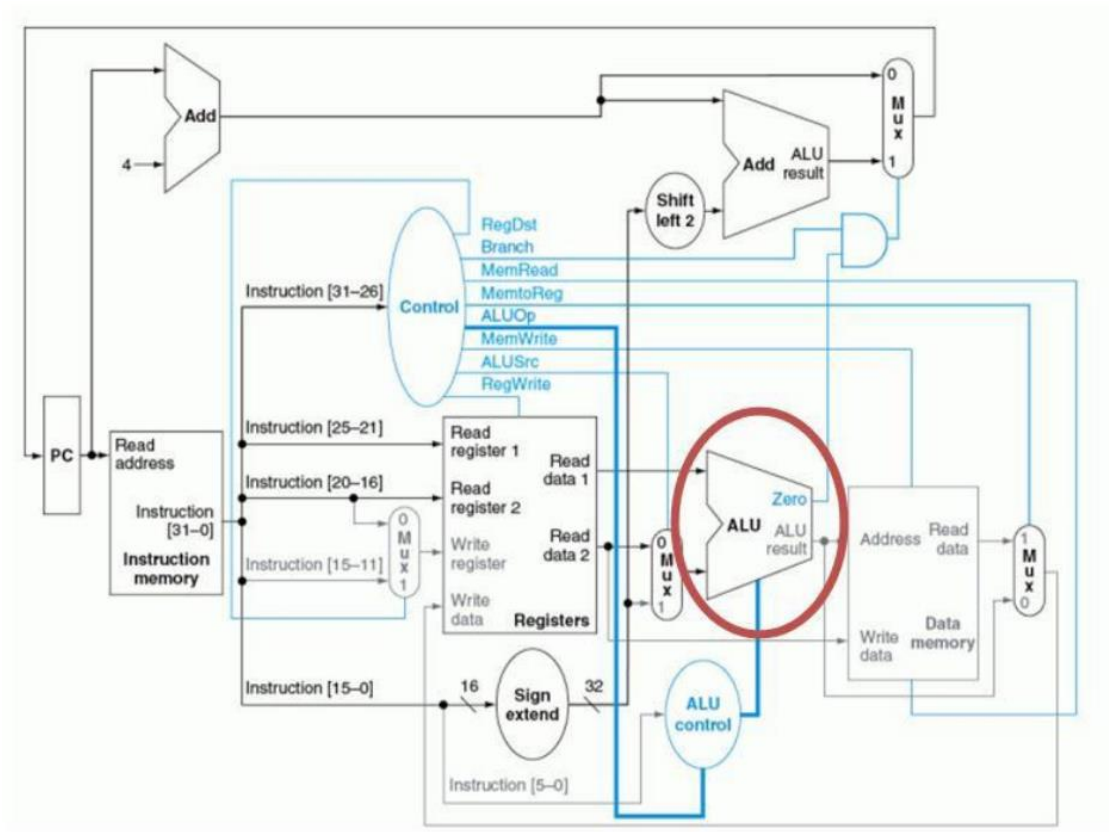 Add
4
0
M
u
x
1
Add
ALU
result
Shift
left 2
RegDst
Branch
MemRead
MemtoReg
ALUOp
MemWrite
ALUSrc
RegWrite
Control
Instruction [31–26]
Instruction [25–21]
Instruction [20–16]
Instruction [15–11]
Instruction [15–0]
Instruction [5–0]
PC
Read
address
Instruction
[31–0]
Instruction
memory
0
M
u
x
1
Read
register 1
Read
register 2
Write
register
Write
data
Read
data 1
Read
data 2
Registers
0
M
u
x
1
Zero
ALU
ALU
result
Address
Read
data
Write
data
Data
memory
1
M
u
x
0
16
Sign
extend
32
ALU
control